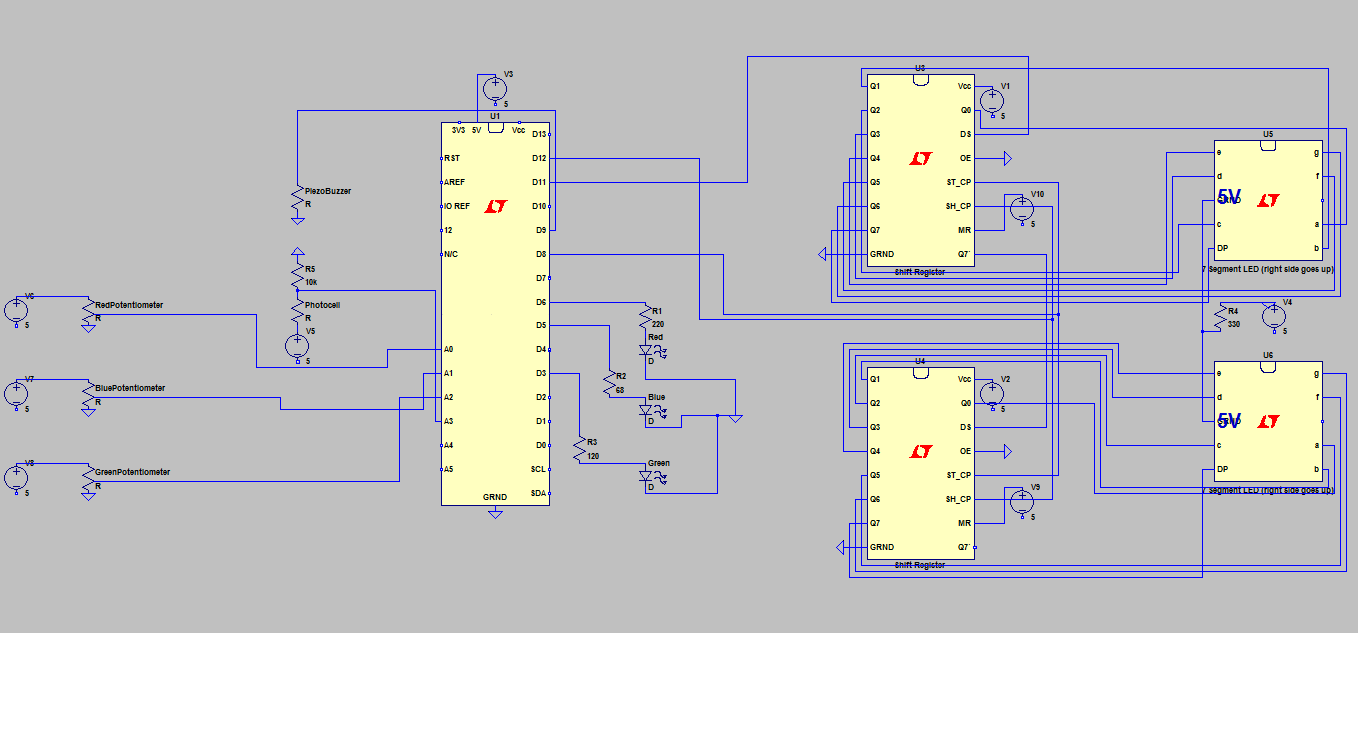 V3
5
U1
3V3 5V Vcc
D13
RST D12
AREF D11
IO REF D10
12 D9
N/C D8
D7
D6
D5
A0 D4
A1 D3
A2 D2
A3 D1
A4 D0
A5 SCL
SDA
GRND
PiezoBuzzer
R
R5
10k
Photocell
R
V5
5
V6
5
RedPotentiometer
R
V7
5
BluePotentiometer
R
V8
5
GreenPotentiometer
R
R1
220
Red
D
R2
68
Blue
D
R3
120
Green
D
U3
Q1 Vcc
Q2 Q0
Q3 DS
Q4 OE
Q5 ST_CP
Q6 SH_CP
Q7 MR
GRND Q7'
Shift Register
V1
5
V10
5
U4
Q1 Vcc
Q2 Q0
Q3 DS
Q4 OE
Q5 ST_CP
Q6 SH_CP
Q7 MR
GRND Q7'
Shift Register
V2
5
V9
5
U5
e g
d f
5V
GRND
c a
DP b
7 Segment LED (right side goes up)
R4
330
V4
5
U6
e g
d f
5V
GRND
c a
DP b
7 Segment LED (right side goes up)